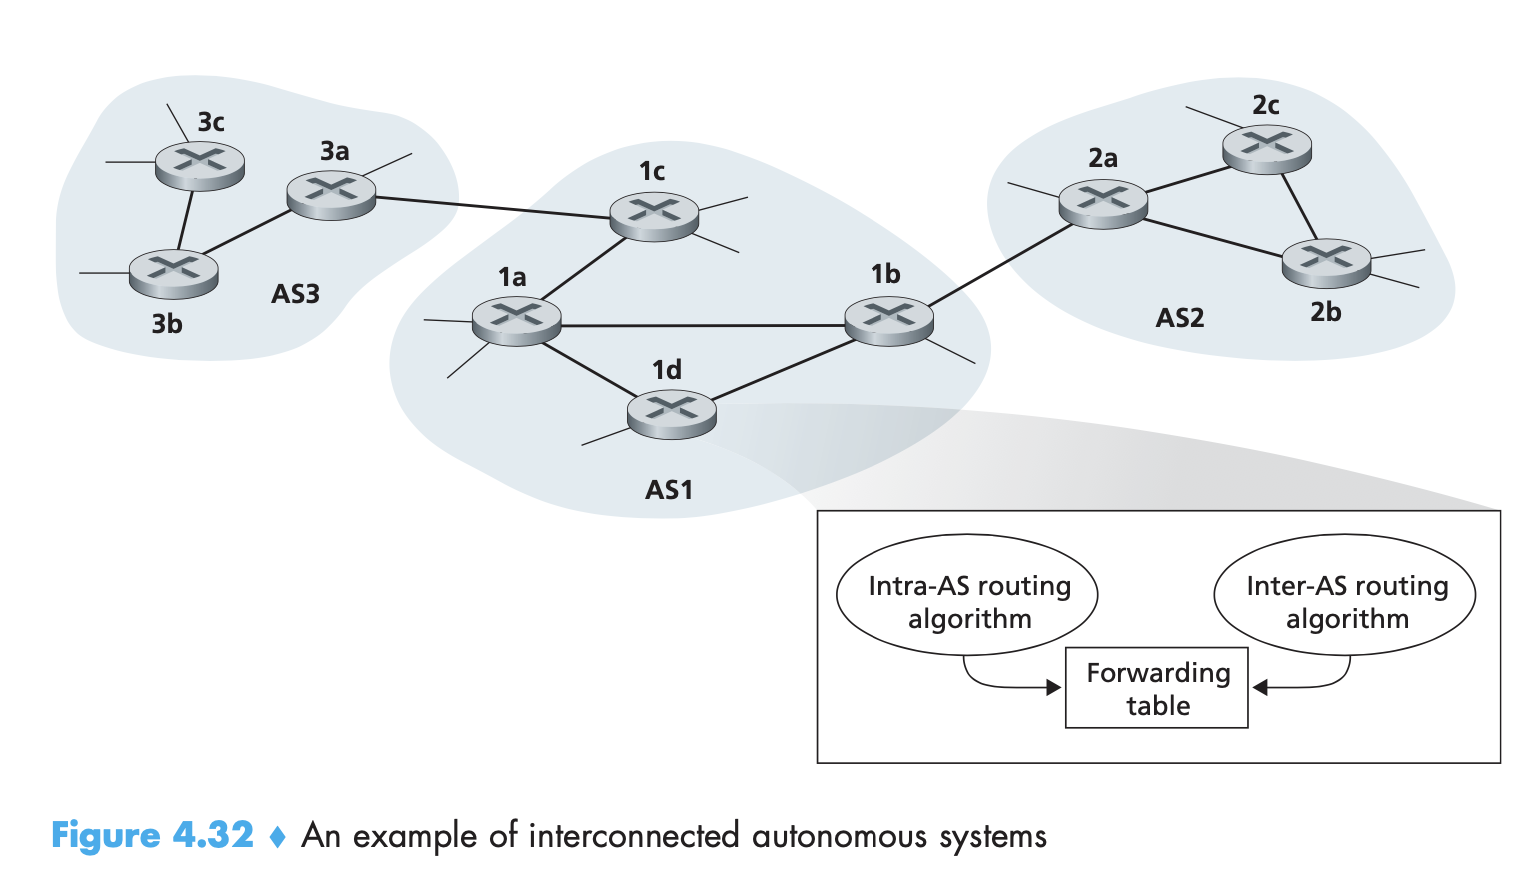 3c
3a
3b
AS3
1c
1a
1b
1d
AS1
2c
2a
2b
AS2
Intra-AS routing
algorithm
Inter-AS routing
algorithm
Forwarding
table
Figure 4.32 ♦ An example of interconnected autonomous systems